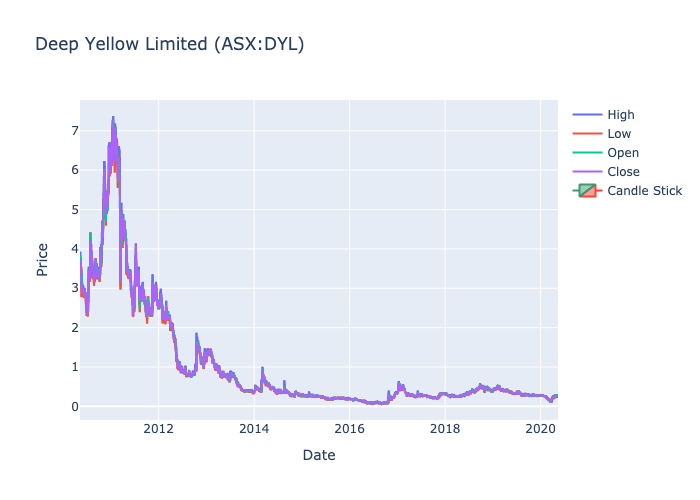 Deep Yellow Limited (ASX:DYL)
7
6
5
4
3
2
1
0
Price
2012
2014
2016
2018
2020
Date
High
Low
Open
Close
Candle Stick